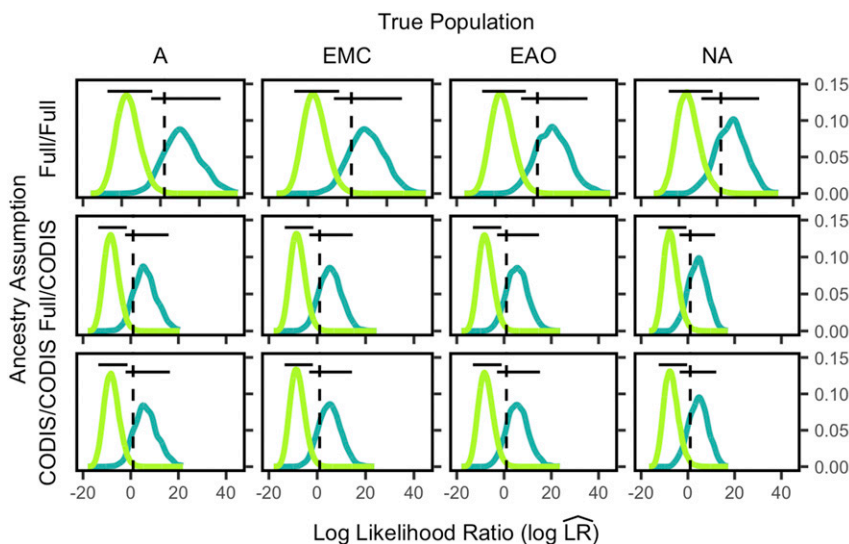 True Population
A EMC EAO NA
Ancestry Assumption
Full/Full
0.15
0.10
0.05
0.00
Full/CODIS
0.15
0.10
0.05
0.00
CODIS/CODIS
0.15
0.10
0.05
0.00
-20 0 20 40 -20 0 20 40 -20 0 20 40 -20 0 20 40
Log Likelihood Ratio (log L͡R)